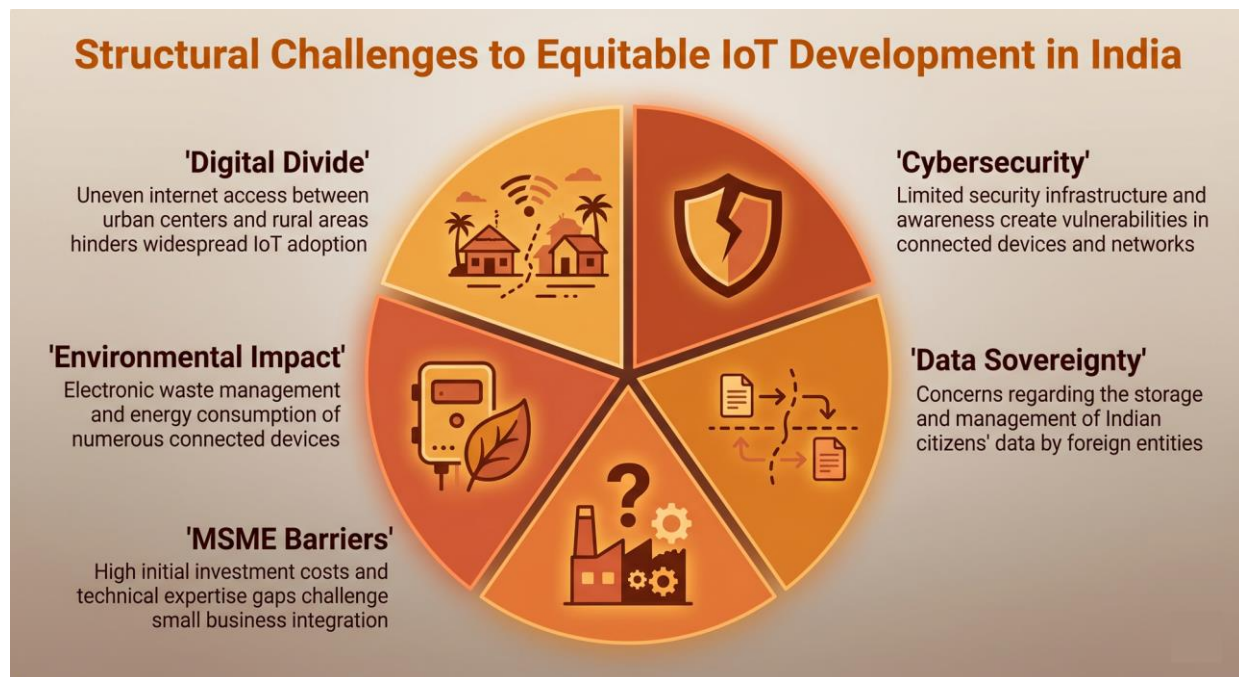 Structural Challenges to Equitable IoT Development in India
'Digital Divide'
Uneven internet access between
urban centers and rural areas
hinders widespread IoT adoption
'Cybersecurity'
Limited security infrastructure and
awareness create vulnerabilities in
connected devices and networks
'Environmental Impact'
Electronic waste management
and energy consumption of
numerous connected devices
'Data Sovereignty'
Concerns regarding the storage
and management of Indian
citizens' data by foreign entities
'MSME Barriers'
High initial investment costs and
technical expertise gaps challenge
small business integration
?